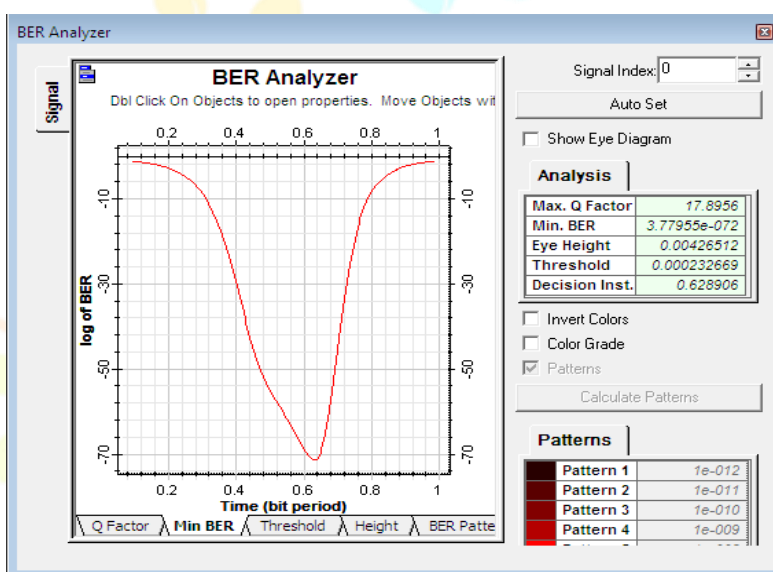 BER Analyzer
Signal
BER Analyzer
Dbl Click On Objects to open properties. Move Objects wit
0.2 0.4 0.6 0.8 1
-10 -30 -50 -70
log of BER
-10 -30 -50 -70
0.2 0.4 0.6 0.8 1
Time (bit period)
Q Factor Min BER Threshold Height BER Patte
Signal Index: 0
Auto Set
Show Eye Diagram
Analysis
Max. Q Factor 17.8956
Min. BER 3.77955e-072
Eye Height 0.00426512
Threshold 0.000232669
Decision Inst. 0.628906
Invert Colors
Color Grade
Patterns
Calculate Patterns
Patterns
Pattern 1 1e-012
Pattern 2 1e-011
Pattern 3 1e-010
Pattern 4 1e-009